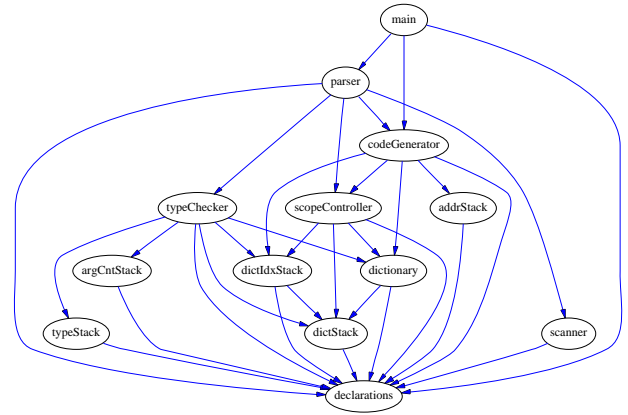 main
parser
codeGenerator
typeChecker
scopeController
addrStack
argCntStack
dictIdxStack
dictionary
typeStack
dictStack
scanner
declarations